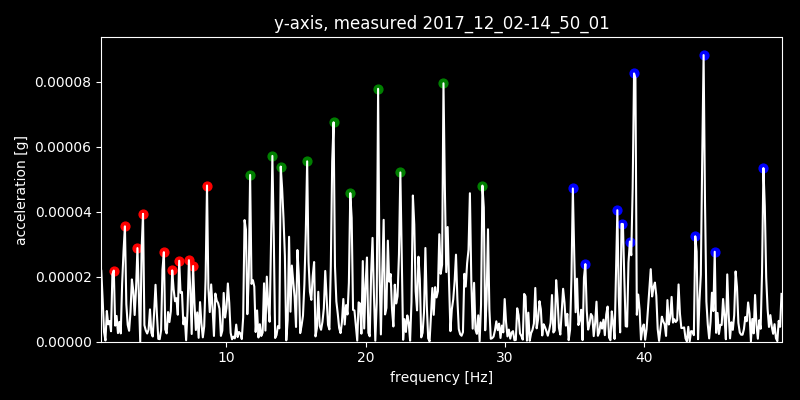 y-axis, measured 2017_12_02-14_50_01
0.00008
0.00006
0.00004
0.00002
0.00000
acceleration [g]
10 20 30 40
frequency [Hz]